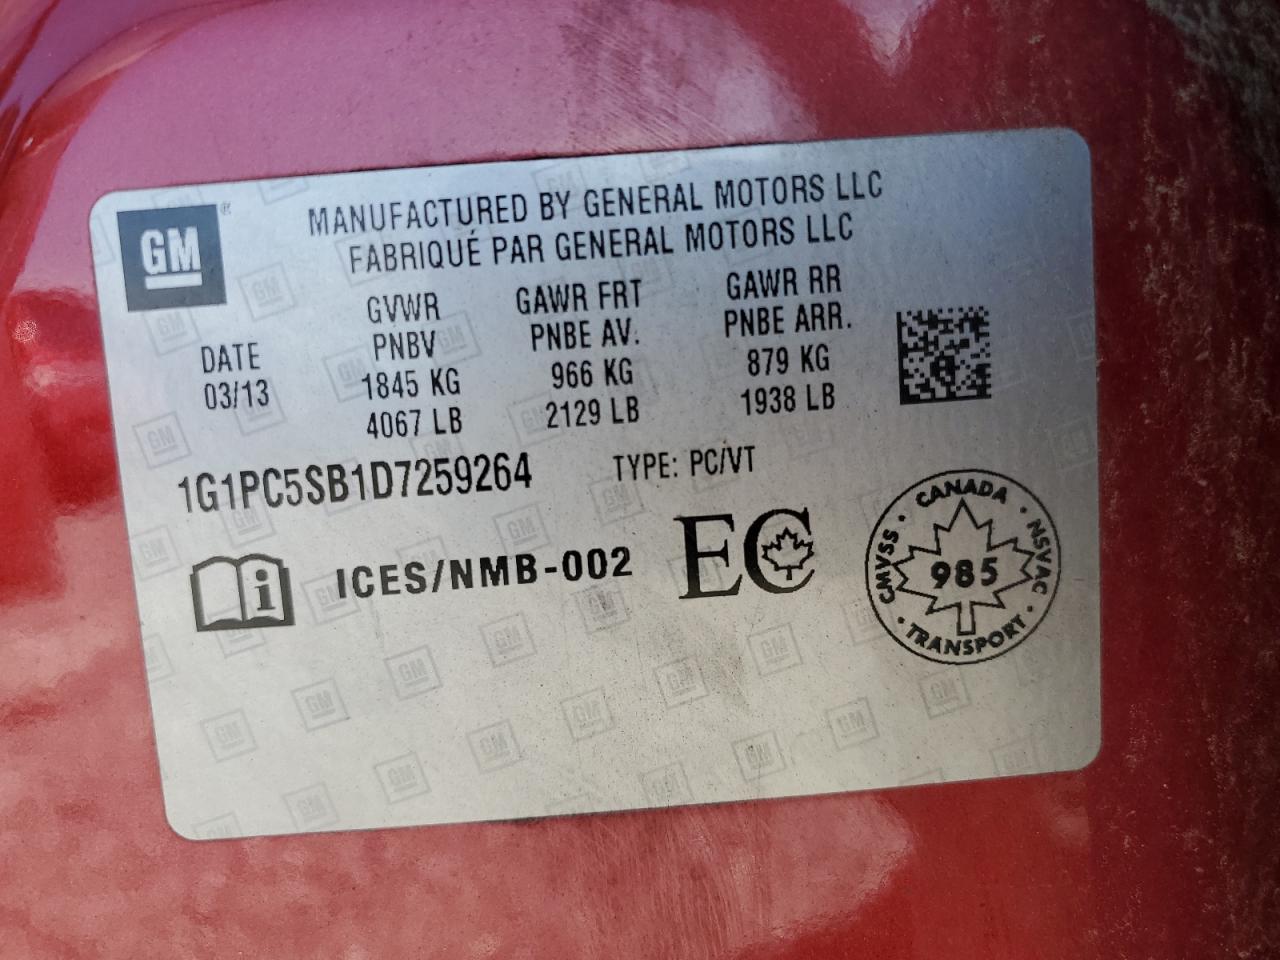 GM
MANUFACTURED BY GENERAL MOTORS LLC
FABRIQUÉ PAR GENERAL MOTORS LLC
DATE
03/13
GVWR
PNBV
1845 KG
4067 LB
GAWR FRT
PNBE AV.
966 KG
2129 LB
GAWR RR
PNBE ARR.
879 KG
1938 LB
1G1PC5SB1D7259264 TYPE: PC/VT
i ICES/NMB-002 EC
CANADA
CMVSS 985 NSVAC
TRANSPORT